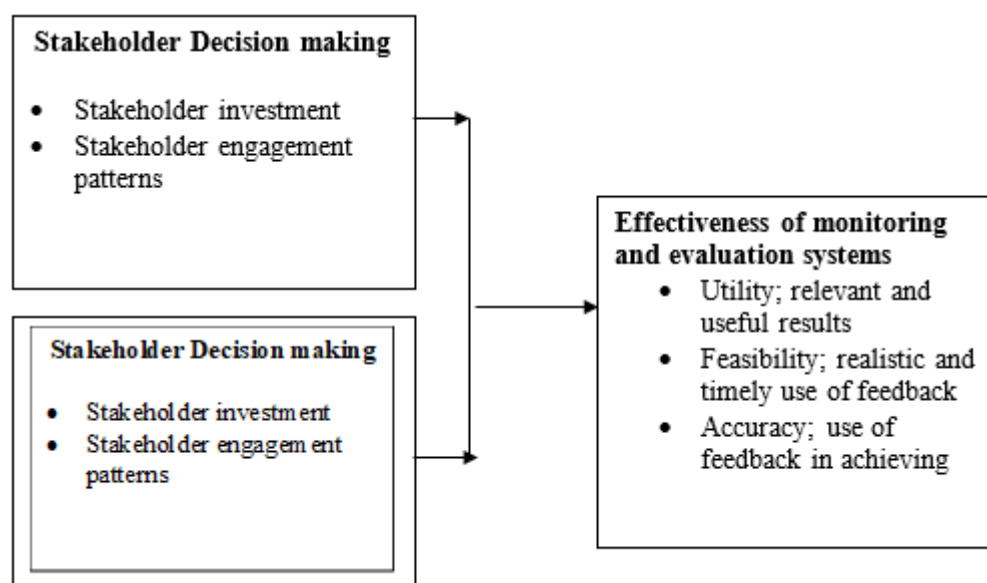 Stakeholder Decision making
• Stakeholder investment
• Stakeholder engagement
patterns
Stakeholder Decision making
• Stakeholder investment
• Stakeholder engagement
patterns
Effectiveness of monitoring
and evaluation systems
• Utility; relevant and
useful results
• Feasibility; realistic and
timely use of feedback
• Accuracy; use of
feedback in achieving